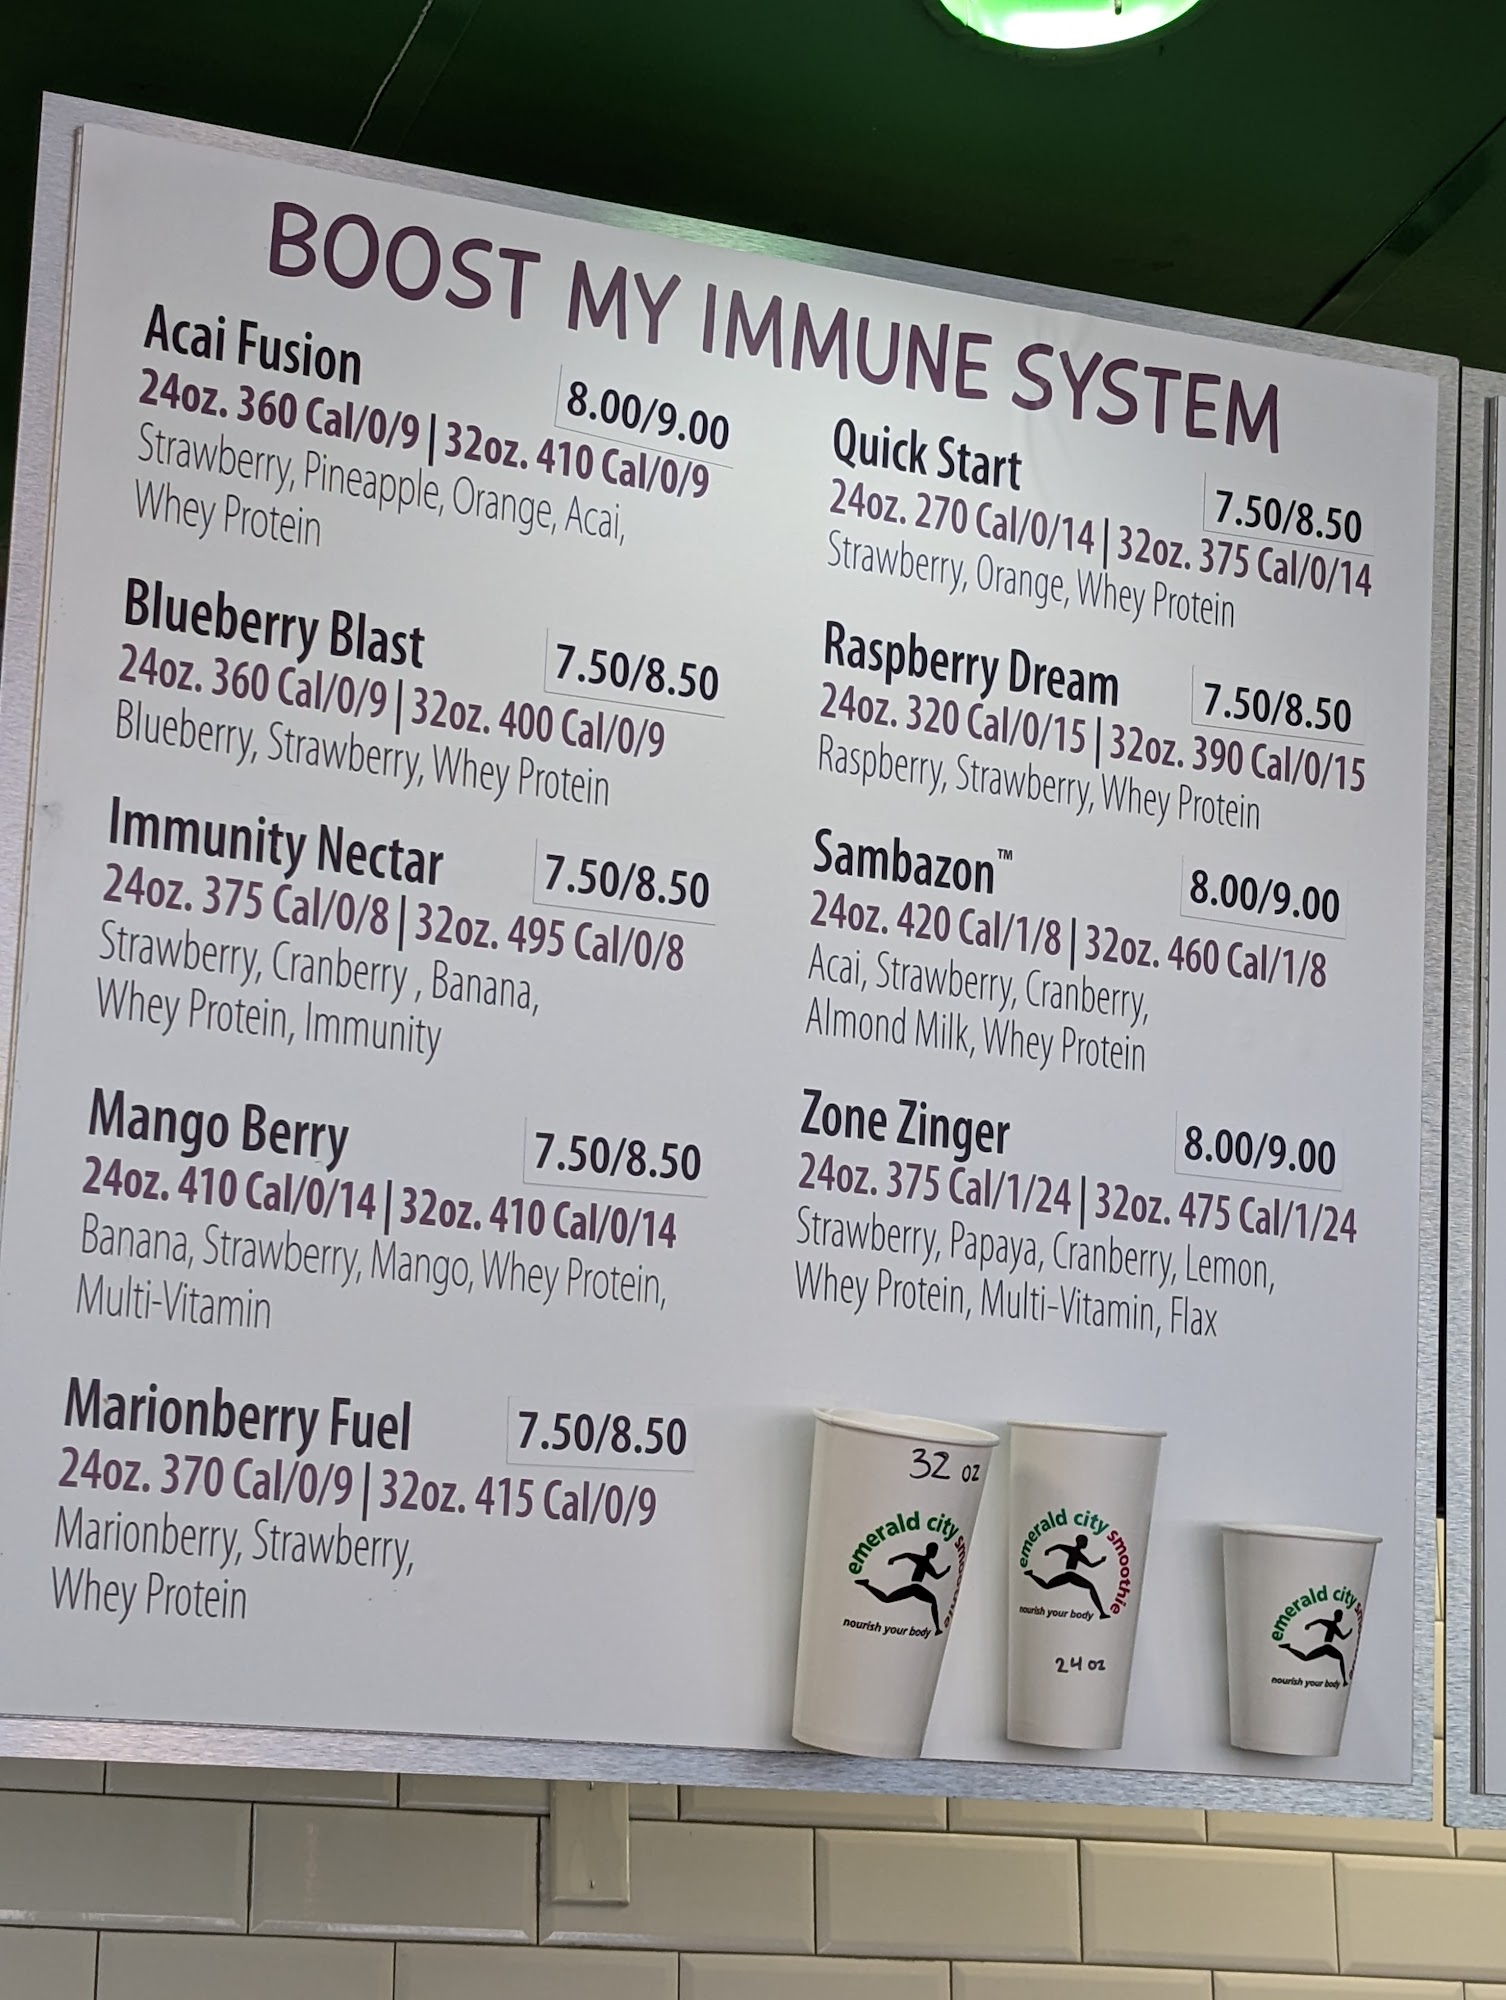 BOOST MY IMMUNE SYSTEM
Acai Fusion
8.00/9.00
24oz. 360 Cal/0/9 | 32oz. 410 Cal/0/9
Strawberry, Pineapple, Orange, Acai,
Whey Protein
Blueberry Blast
7.50/8.50
24oz. 360 Cal/0/9 | 32oz. 400 Cal/0/9
Blueberry, Strawberry, Whey Protein
Immunity Nectar
7.50/8.50
24oz. 375 Cal/0/8 | 32oz. 495 Cal/0/8
Strawberry, Cranberry , Banana,
Whey Protein, Immunity
Mango Berry
7.50/8.50
24oz. 410 Cal/0/14 | 32oz. 410 Cal/0/14
Banana, Strawberry, Mango, Whey Protein,
Multi-Vitamin
Marionberry Fuel
7.50/8.50
24oz. 370 Cal/0/9 | 32oz. 415 Cal/0/9
Marionberry, Strawberry,
Whey Protein
Quick Start
7.50/8.50
24oz. 270 Cal/0/14 | 32oz. 375 Cal/0/14
Strawberry, Orange, Whey Protein
Raspberry Dream
7.50/8.50
24oz. 320 Cal/0/15 | 32oz. 390 Cal/0/15
Raspberry, Strawberry, Whey Protein
Sambazon™
8.00/9.00
24oz. 420 Cal/1/8 | 32oz. 460 Cal/1/8
Acai, Strawberry, Cranberry,
Almond Milk, Whey Protein
Zone Zinger
8.00/9.00
24oz. 375 Cal/1/24 | 32oz. 475 Cal/1/24
Strawberry, Papaya, Cranberry, Lemon,
Whey Protein, Multi-Vitamin, Flax
32 oz
emerald city smoothie
nourish your body
emerald city smoothie
nourish your body
24 oz
emerald city
nourish your body